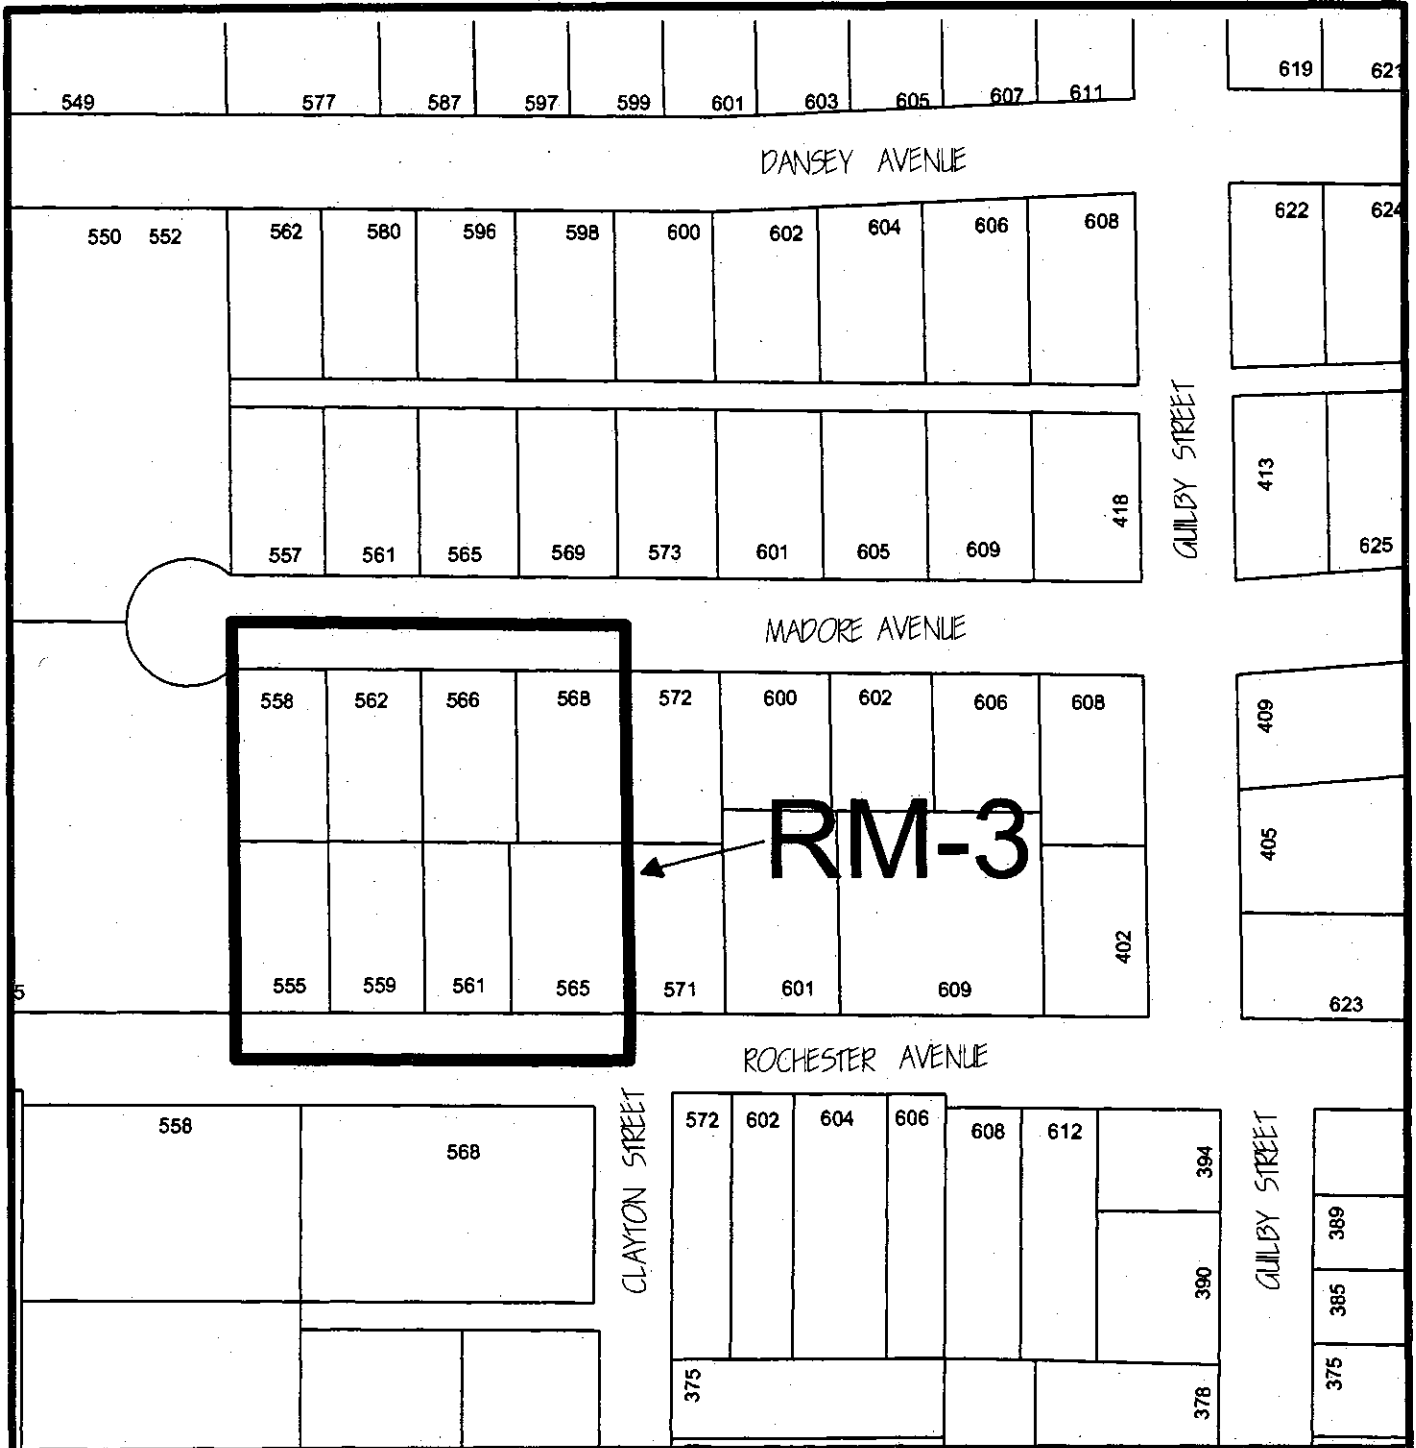 619 621
549 577 587 597 599 601 603 605 607 611
DANSEY AVENUE
550 552 562 580 596 598 600 602 604 606 608 622 624
GUILBY STREET
413
418
557 561 565 569 573 601 605 609 625
MADORE AVENUE
558 562 566 568 572 600 602 606 608 409
RM-3
405
402
5 555 559 561 565 571 601 609 623
ROCHESTER AVENUE
558 568 572 602 604 606 608 612 394
CLAYTON STREET
GUILBY STREET
389
390
385
375 378 375